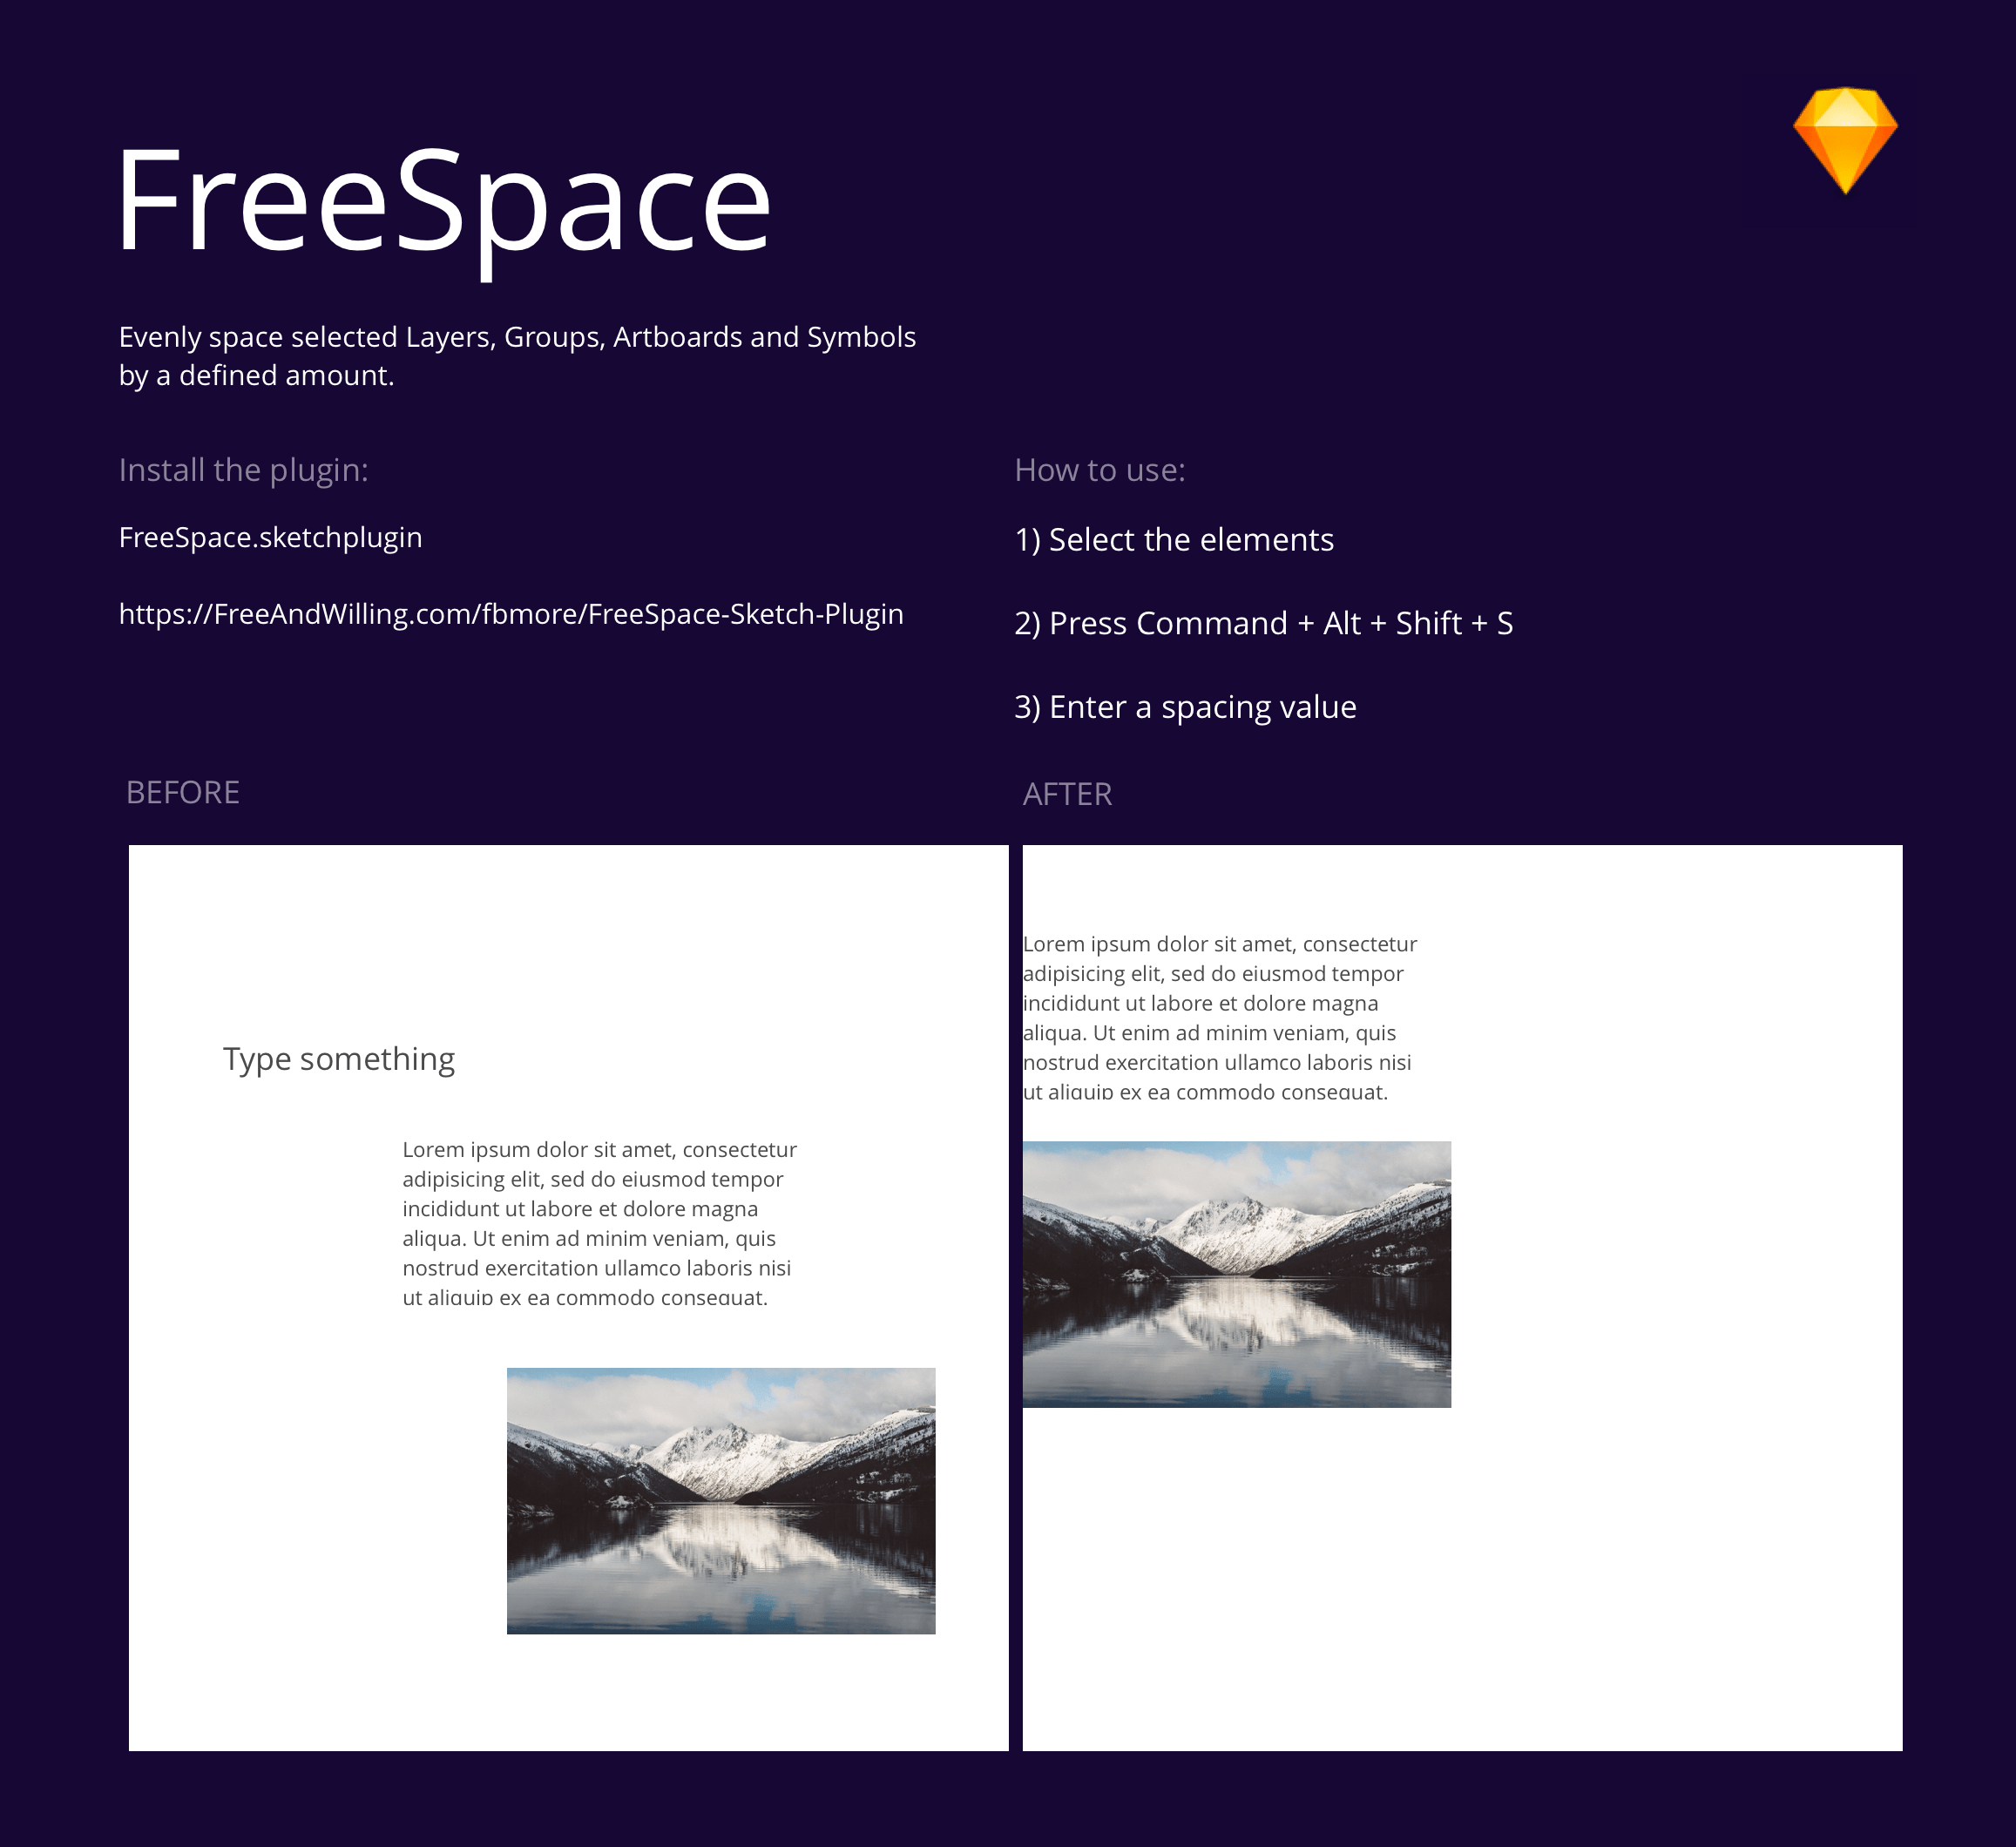 FreeSpace
Evenly space selected Layers, Groups, Artboards and Symbols
by a defined amount.
Install the plugin:
FreeSpace.sketchplugin
https://FreeAndWilling.com/fbmore/FreeSpace-Sketch-Plugin
How to use:
1) Select the elements
2) Press Command + Alt + Shift + S
3) Enter a spacing value
BEFORE
Type something
Lorem ipsum dolor sit amet, consectetur
adipisicing elit, sed do eiusmod tempor
incididunt ut labore et dolore magna
aliqua. Ut enim ad minim veniam, quis
nostrud exercitation ullamco laboris nisi
ut aliquip ex ea commodo consequat.
AFTER
Lorem ipsum dolor sit amet, consectetur
adipisicing elit, sed do eiusmod tempor
incididunt ut labore et dolore magna
aliqua. Ut enim ad minim veniam, quis
nostrud exercitation ullamco laboris nisi
ut aliquip ex ea commodo consequat.